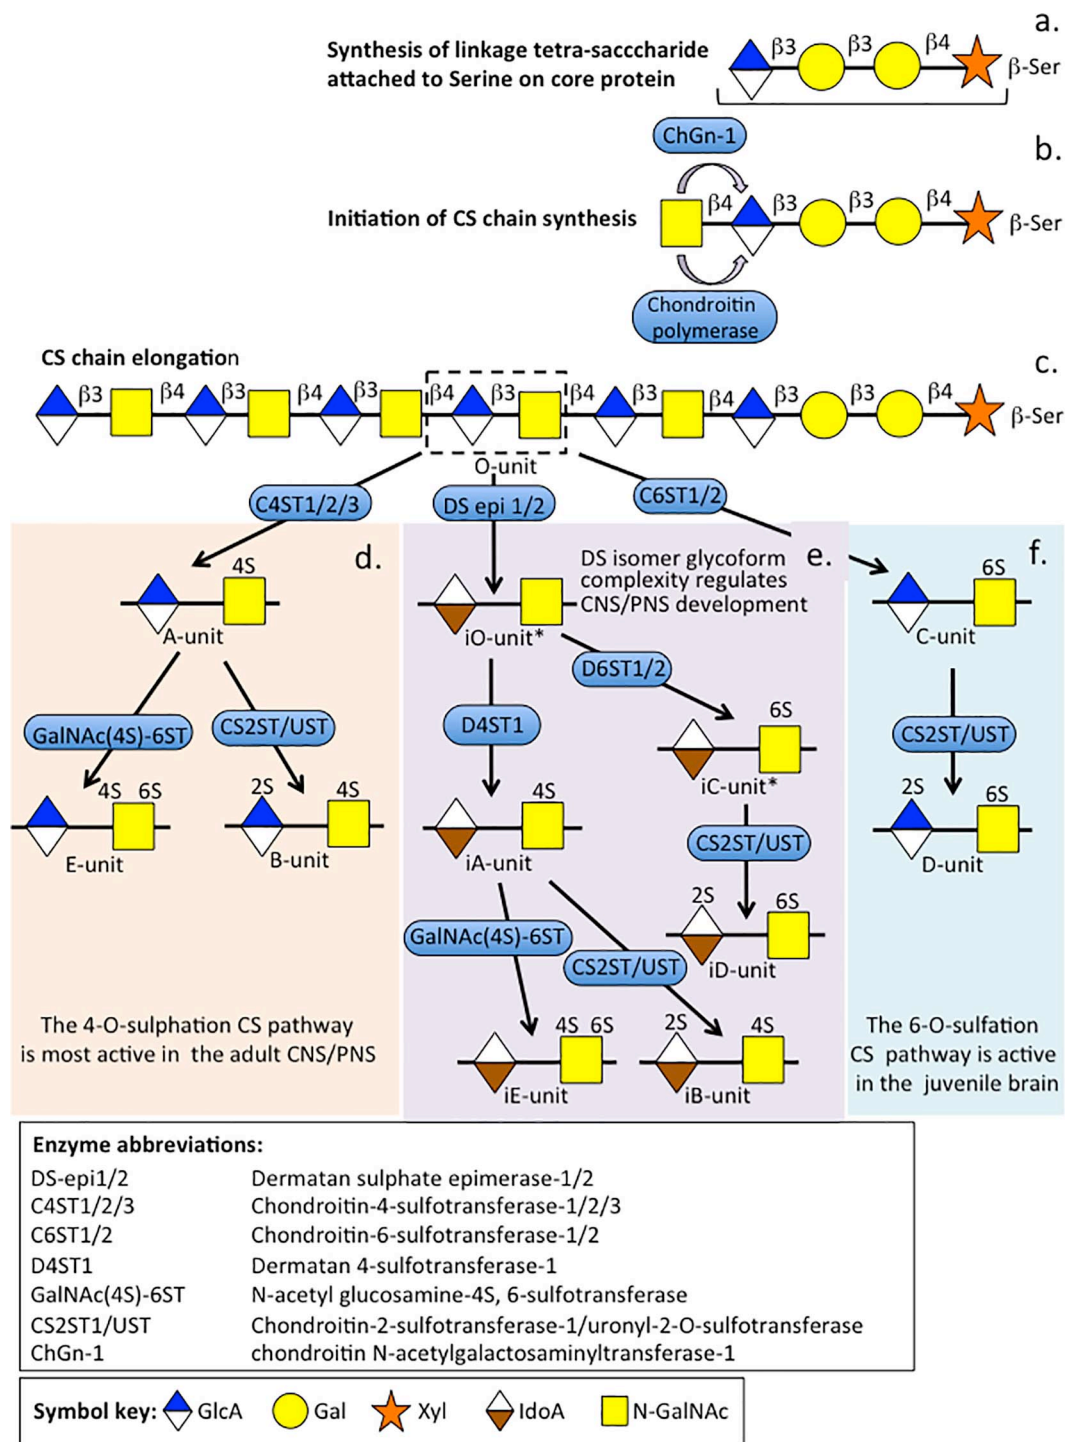 a.
Synthesis of linkage tetra-sacccharide
attached to Serine on core protein
β3 β3 β4
β-Ser
ChGn-1
b.
Initiation of CS chain synthesis
β4 β3 β3 β4
β-Ser
Chondroitin
polymerase
CS chain elongation
c.
β3 β4 β3 β4 β3 β4 β3 β4 β3 β4 β3 β3 β4
β-Ser
O-unit
C4ST1/2/3
DS epi 1/2
C6ST1/2
d.
4S
A-unit
GalNAc(4S)-6ST
CS2ST/UST
4S 6S
E-unit
2S 4S
B-unit
The 4-O-sulphation CS pathway
is most active in the adult CNS/PNS
e.
DS isomer glycoform
complexity regulates
CNS/PNS development
iO-unit*
D6ST1/2
D4ST1
6S
iC-unit*
4S
iA-unit
CS2ST/UST
2S 6S
iD-unit
GalNAc(4S)-6ST
CS2ST/UST
4S 6S
iE-unit
2S 4S
iB-unit
f.
6S
C-unit
CS2ST/UST
2S 6S
D-unit
The 6-O-sulfation
CS pathway is active
in the juvenile brain
Enzyme abbreviations:
DS-epi1/2 Dermatan sulphate epimerase-1/2
C4ST1/2/3 Chondroitin-4-sulfotransferase-1/2/3
C6ST1/2 Chondroitin-6-sulfotransferase-1/2
D4ST1 Dermatan 4-sulfotransferase-1
GalNAc(4S)-6ST N-acetyl glucosamine-4S, 6-sulfotransferase
CS2ST1/UST Chondroitin-2-sulfotransferase-1/uronyl-2-O-sulfotransferase
ChGn-1 chondroitin N-acetylgalactosaminyltransferase-1
Symbol key: GlcA Gal Xyl IdoA N-GalNAc